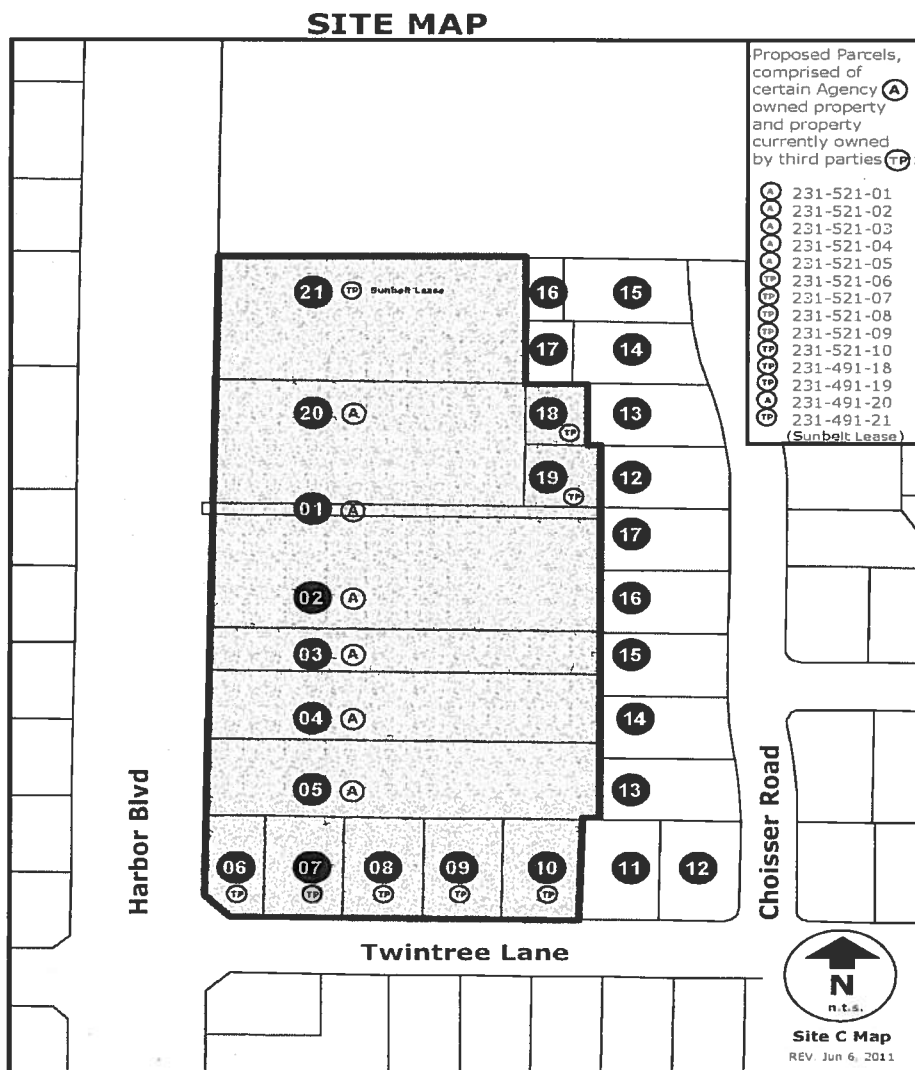 SITE MAP
Proposed Parcels,
comprised of
certain Agency A
owned property
and property
currently owned
by third parties TP :
A 231-521-01
A 231-521-02
A 231-521-03
A 231-521-04
A 231-521-05
TP 231-521-06
TP 231-521-07
TP 231-521-08
TP 231-521-09
TP 231-521-10
TP 231-491-18
TP 231-491-19
A 231-491-20
TP 231-491-21
(Sunbelt Lease)
21 TP Sunbelt Lease
16 15
17 14
20 A 18 TP 13
19 TP 12
01 A
17
02 A 16
03 A 15
04 A 14
05 A 13
06 07 08 09 10 11 12
TP TP TP TP TP
Harbor Blvd
Choisser Road
Twintree Lane
N
n.t.s.
Site C Map
REV. Jun 6, 2011